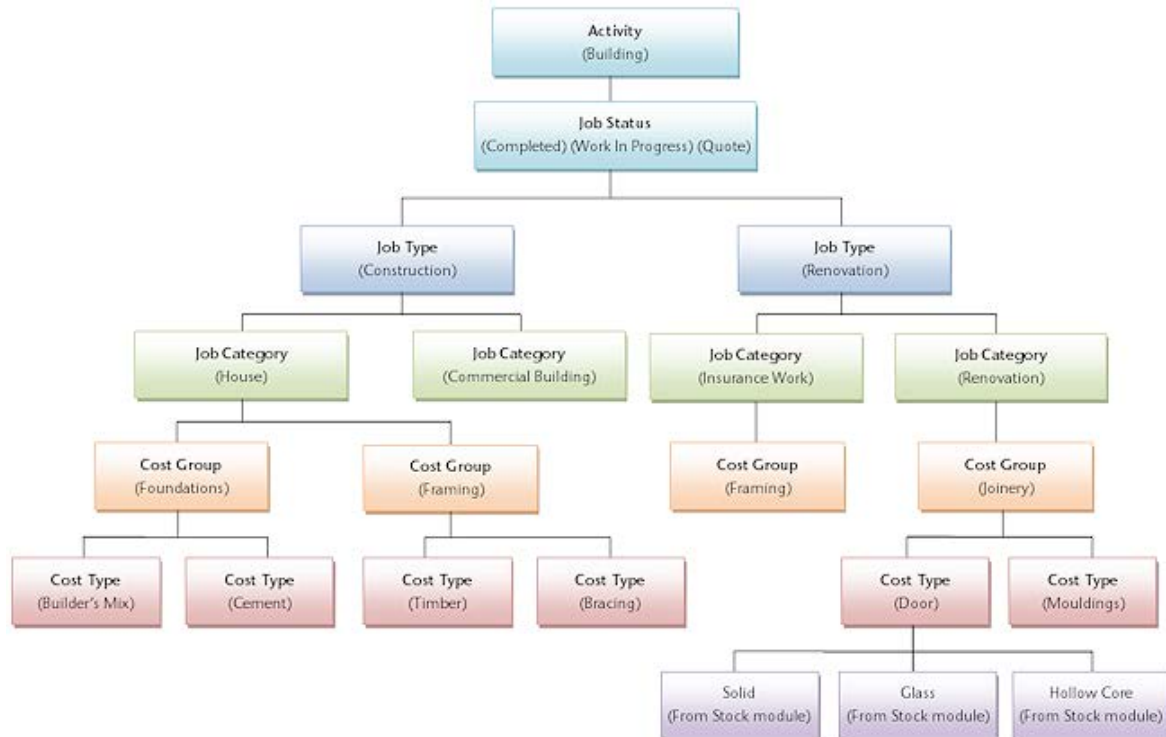 Activity
(Building)
Job Status
(Completed) (Work In Progress) (Quote)
Job Type
(Construction)
Job Type
(Renovation)
Job Category
(House)
Job Category
(Commercial Building)
Job Category
(Insurance Work)
Job Category
(Renovation)
Cost Group
(Foundations)
Cost Group
(Framing)
Cost Group
(Framing)
Cost Group
(Joinery)
Cost Type
(Builder's Mix)
Cost Type
(Cement)
Cost Type
(Timber)
Cost Type
(Bracing)
Cost Type
(Door)
Cost Type
(Mouldings)
Solid
(From Stock module)
Glass
(From Stock module)
Hollow Core
(From Stock module)